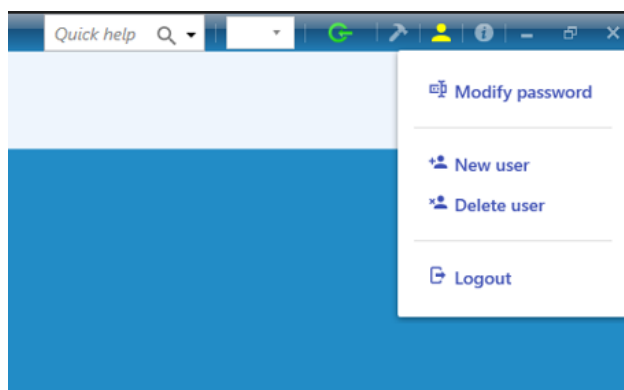 Quick help
Modify password
New user
Delete user
Logout